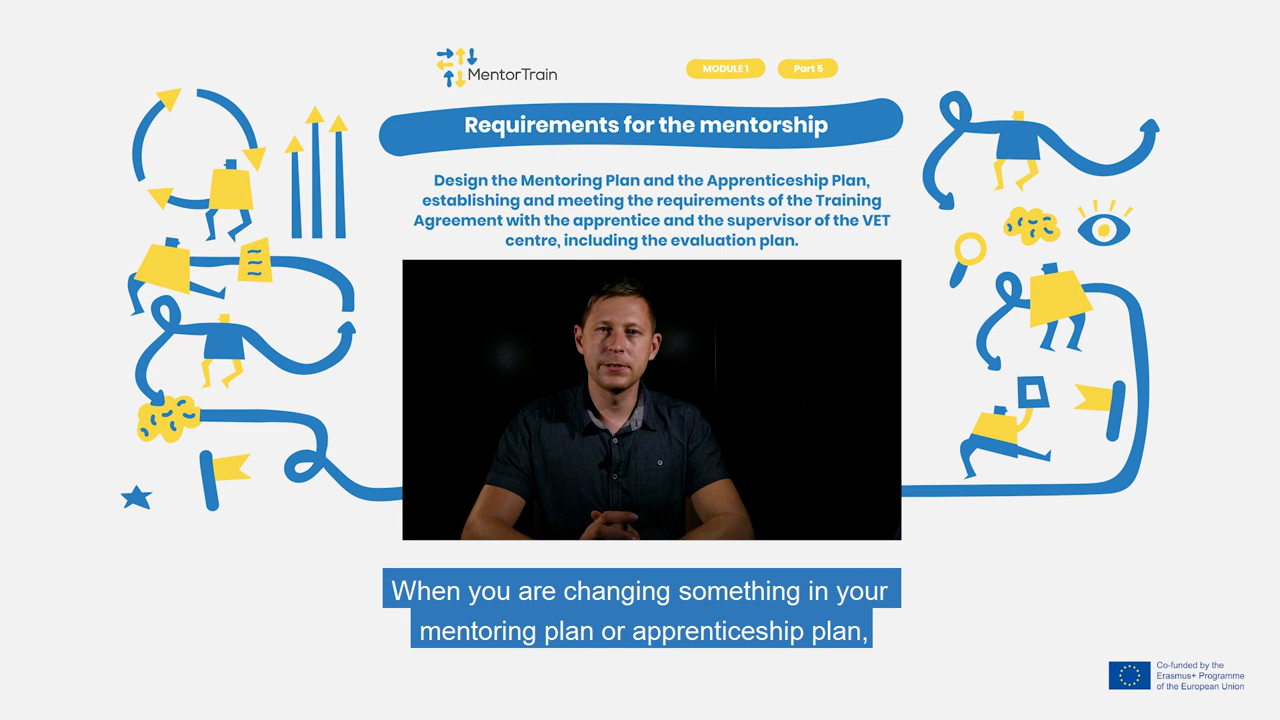 MentorTrain
MODULE 1
Part 5
Requirements for the mentorship
Design the Mentoring Plan and the Apprenticeship Plan,
establishing and meeting the requirements of the Training
Agreement with the apprentice and the supervisor of the VET
centre, including the evaluation plan.
When you are changing something in your
mentoring plan or apprenticeship plan,
Co-funded by the
Erasmus+ Programme
of the European Union